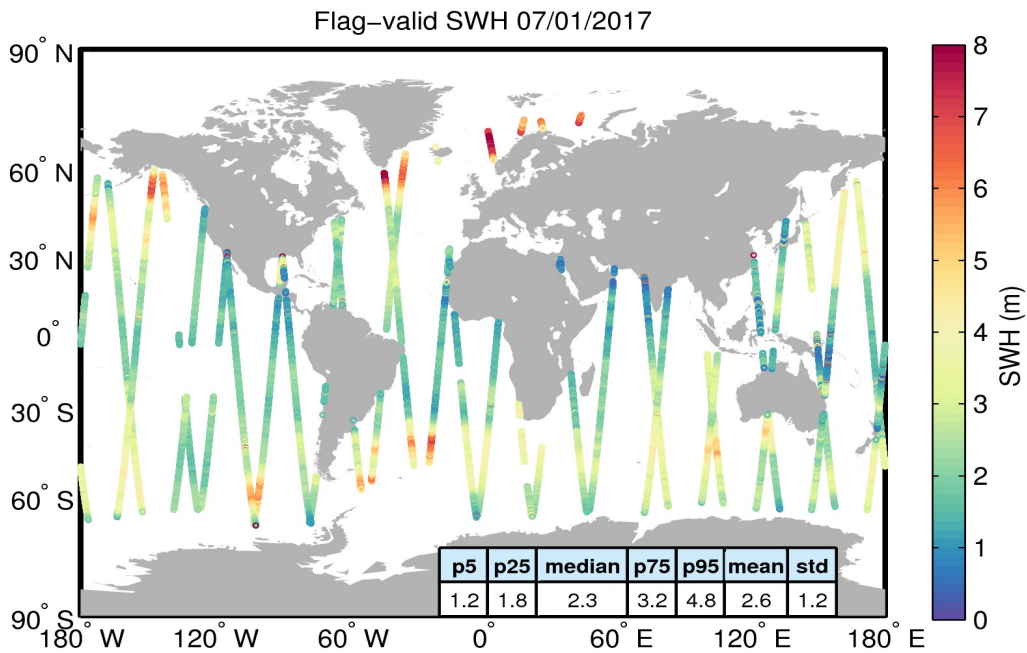 Flag−valid SWH 07/01/2017
90° N
60° N
30° N
0°
30° S
60° S
90° S
180° W
120° W
60° W
0°
60° E
120° E
180° E
p5 p25 median p75 p95 mean std
1.2 1.8 2.3 3.2 4.8 2.6 1.2
8
7
6
5
4
3
2
1
0
SWH (m)